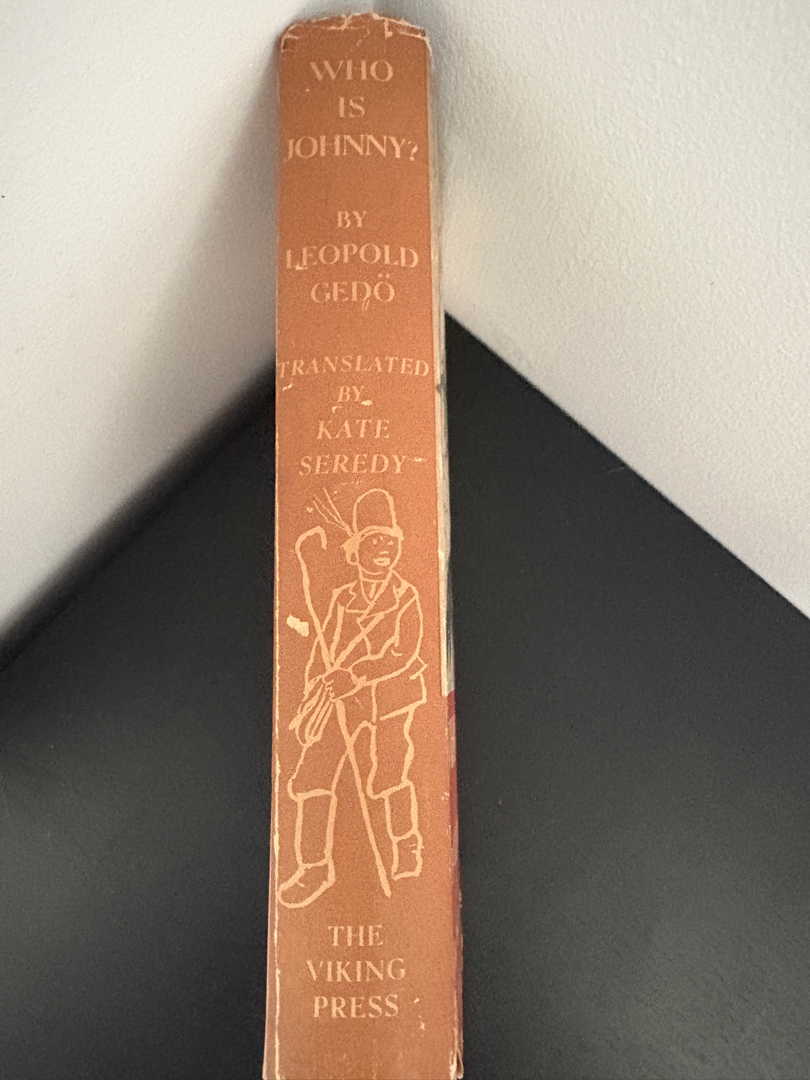 WHO
IS
JOHNNY?
BY
LEOPOLD
GEDÖ
TRANSLATED
BY
KATE
SEREDY
THE
VIKING
PRESS